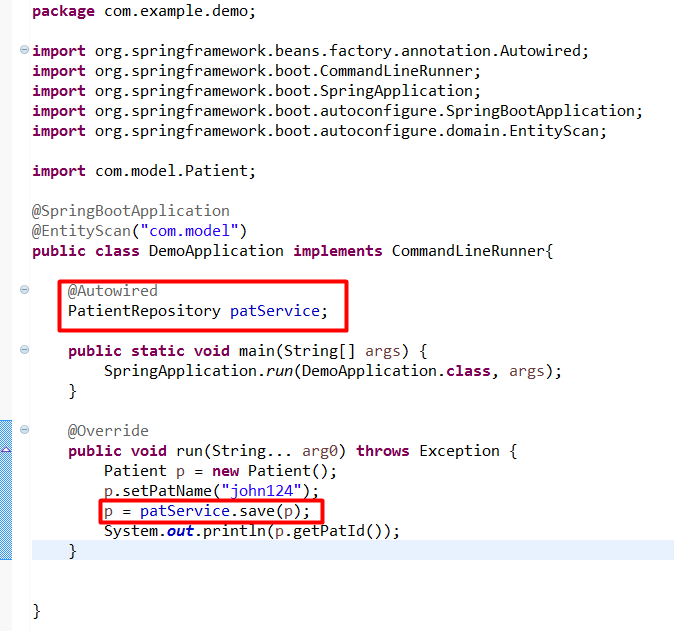 package com.example.demo;
import org.springframework.beans.factory.annotation.Autowired;
import org.springframework.boot.CommandLineRunner;
import org.springframework.boot.SpringApplication;
import org.springframework.boot.autoconfigure.SpringBootApplication;
import org.springframework.boot.autoconfigure.domain.EntityScan;
import com.model.Patient;
@SpringBootApplication
@EntityScan("com.model")
public class DemoApplication implements CommandLineRunner{
@Autowired
PatientRepository patService;
public static void main(String[] args) {
SpringApplication.run(DemoApplication.class, args);
}
@Override
public void run(String... arg0) throws Exception {
Patient p = new Patient();
p.setPatName("john124");
p = patService.save(p);
System.out.println(p.getPatId());
}
}